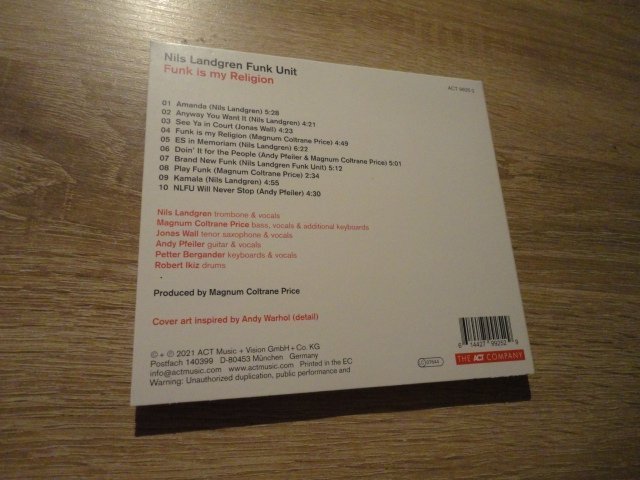 Nils Landgren Funk Unit
Funk is my Religion
ACT 9925-2
01 Amanda (Nils Landgren) 5:28
02 Anyway You Want It (Nils Landgren) 4:21
03 See Ya in Court (Jonas Wall) 4:23
04 Funk is my Religion (Magnum Coltrane Price) 4:49
05 ES in Memoriam (Nils Landgren) 6:22
06 Doin' It for the People (Andy Pfeiler & Magnum Coltrane Price) 5:01
07 Brand New Funk (Nils Landgren Funk Unit) 5:12
08 Play Funk (Magnum Coltrane Price) 2:34
09 Kamala (Nils Landgren) 4:55
10 NLFU Will Never Stop (Andy Pfeiler) 4:30
Nils Landgren trombone & vocals
Magnum Coltrane Price bass, vocals & additional keyboards
Jonas Wall tenor saxophone & vocals
Andy Pfeiler guitar & vocals
Petter Bergander keyboards & vocals
Robert Ikiz drums
Produced by Magnum Coltrane Price
Cover art inspired by Andy Warhol (detail)
© + ℗ 2021 ACT Music + Vision GmbH + Co. KG
Postfach 140399 D-80453 München Germany
info@actmusic.com www.actmusic.com Printed in the EC
Warning: Unauthorized duplication, public performance and
6 14427 99252 9
THE ACT COMPANY